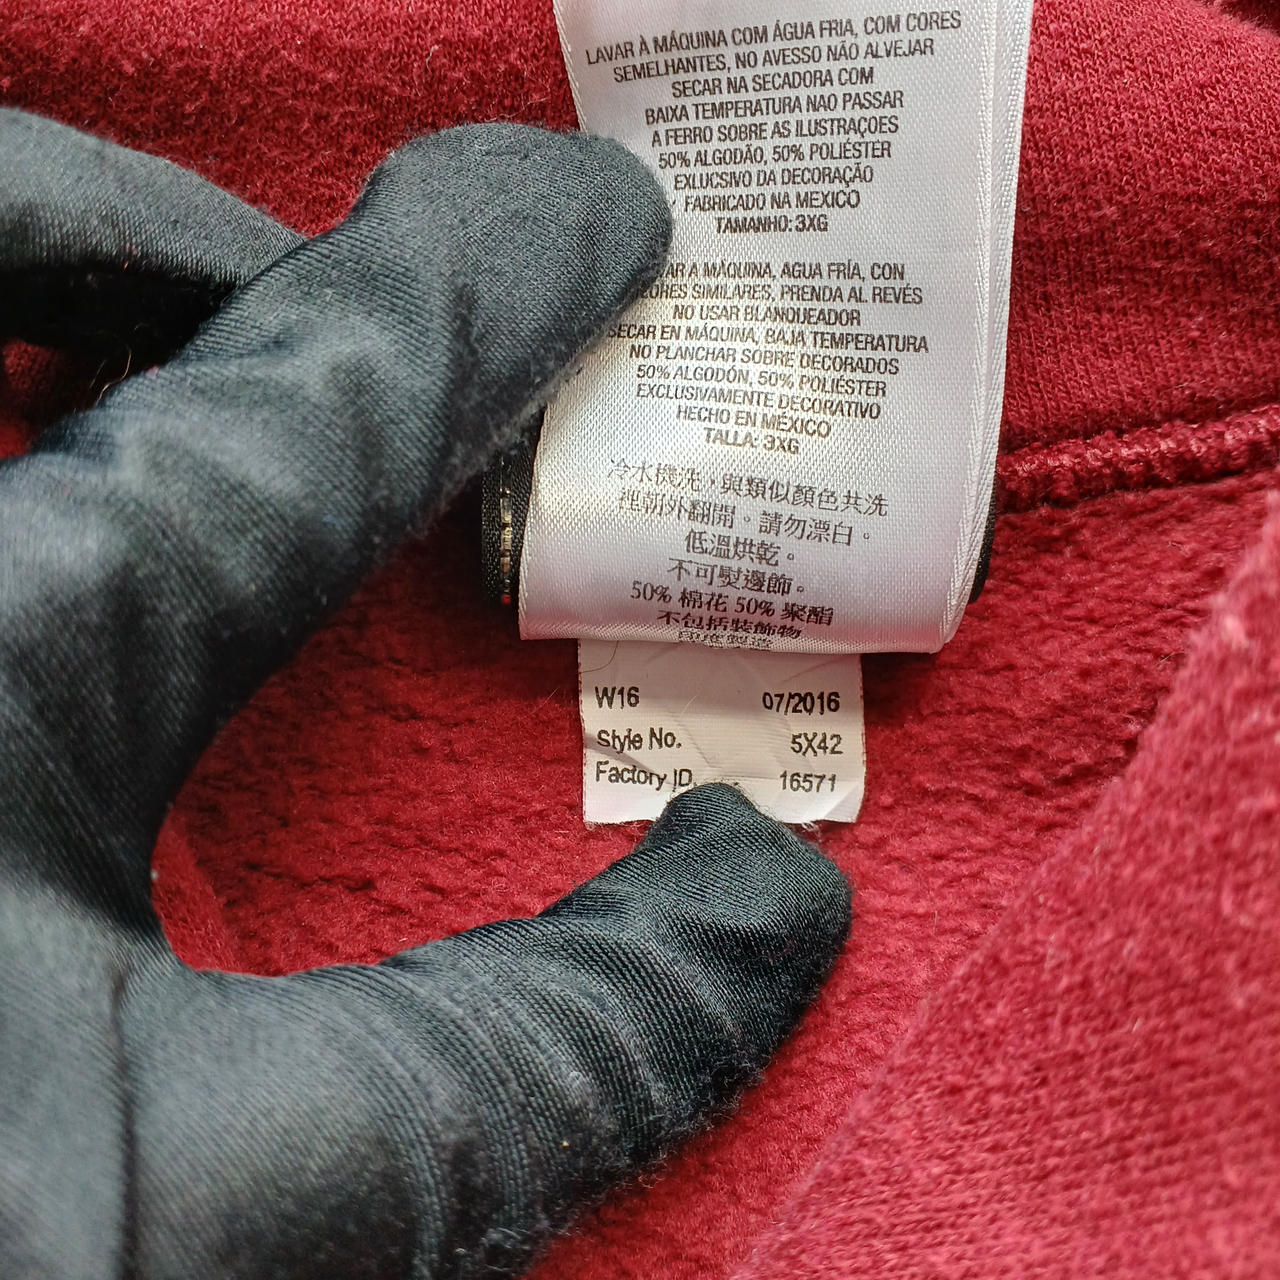 LAVAR À MÁQUINA COM ÁGUA FRIA, COM CORES
SEMELHANTES, NO AVESSO NÃO ALVEJAR
SECAR NA SECADORA COM
BAIXA TEMPERATURA NAO PASSAR
A FERRO SOBRE AS ILUSTRAÇOES
50% ALGODÃO, 50% POLIÉSTER
EXLUCSIVO DA DECORAÇÃO
FABRICADO NA MEXICO
TAMANHO: 3XG
A MÁQUINA, AGUA FRÍA, CON
SIMILARES, PRENDA AL REVÉS
NO USAR BLANQUEADOR
SECAR EN MÁQUINA, BAJA TEMPERATURA
NO PLANCHAR SOBRE DECORADOS
50% ALGODÓN, 50% POLIÉSTER
EXCLUSIVAMENTE DECORATIVO
HECHO EN MÉXICO
TALLA: 3XG
冷水機洗，與類似顏色共洗
裡朝外翻開。請勿漂白。
低溫烘乾。
不可熨邊飾。
50% 棉花 50% 聚酯
不包括裝飾物
印度製造
W16 07/2016
Style No. 5X42
Factory ID. 16571